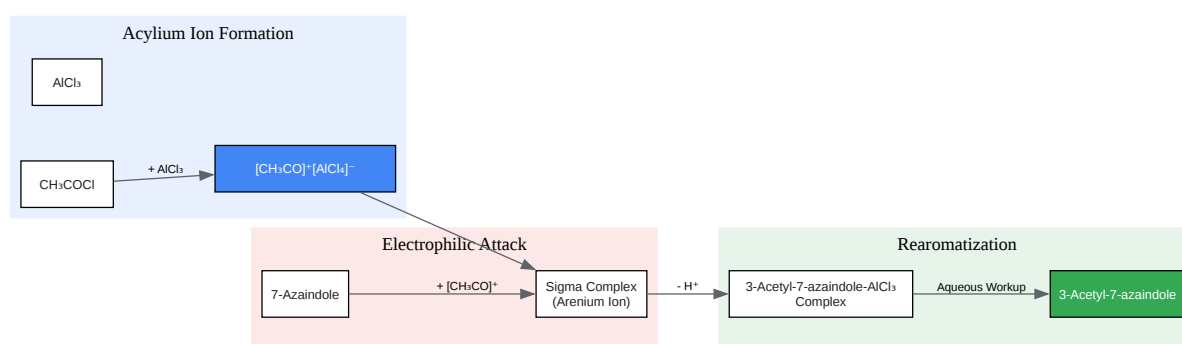 Acylium Ion Formation
AlCl₃
CH₃COCl
+ AlCl₃
[CH₃CO]⁺[AlCl₄]⁻
Electrophilic Attack
7-Azaindole
+ [CH₃CO]⁺
Sigma Complex
(Arenium Ion)
- H⁺
Rearomatization
3-Acetyl-7-azaindole-AlCl₃
Complex
Aqueous Workup
3-Acetyl-7-azaindole